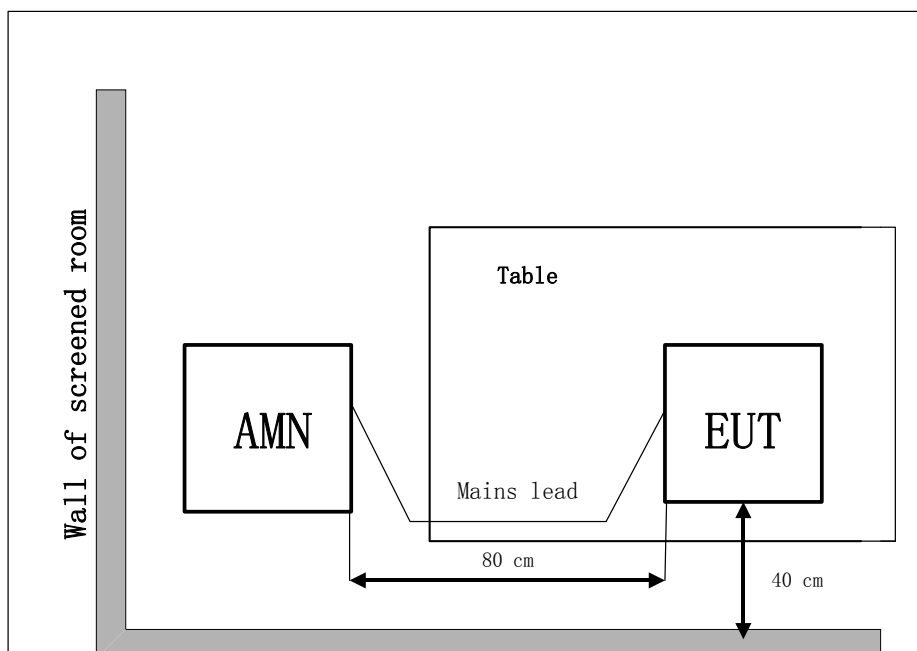 Wall of screened room
Table
AMN
EUT
Mains lead
80 cm
40 cm